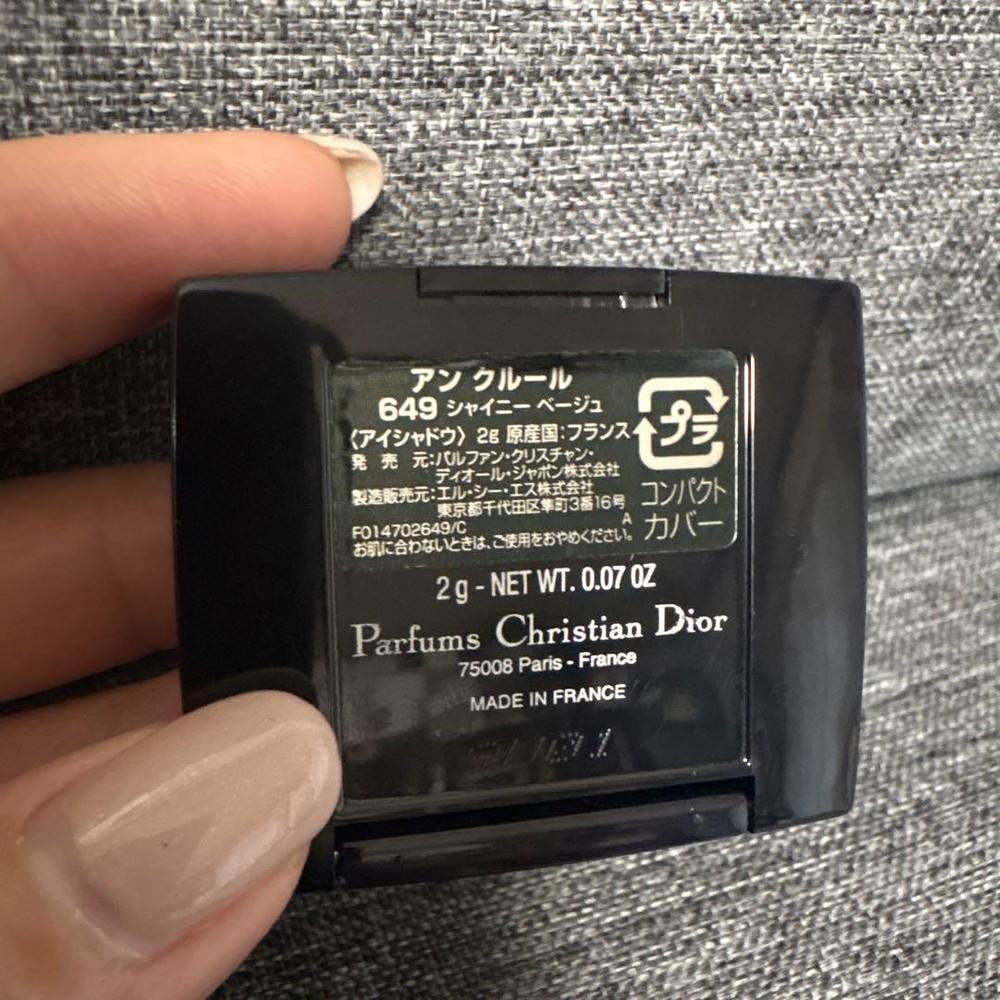 アン クルール
649 シャイニー ベージュ
〈アイシャドウ〉 2g 原産国:フランス
発 売 元:パルファン・クリスチャン・
ディオール・ジャポン株式会社
製造販売元:エル・シー・エス株式会社
東京都千代田区隼町3番16号
F014702649/C A
お肌に合わないときは、ご使用をおやめください。
プラ
コンパクト
カバー
2 g - NET WT. 0.07 OZ
Parfums Christian Dior
75008 Paris - France
MADE IN FRANCE